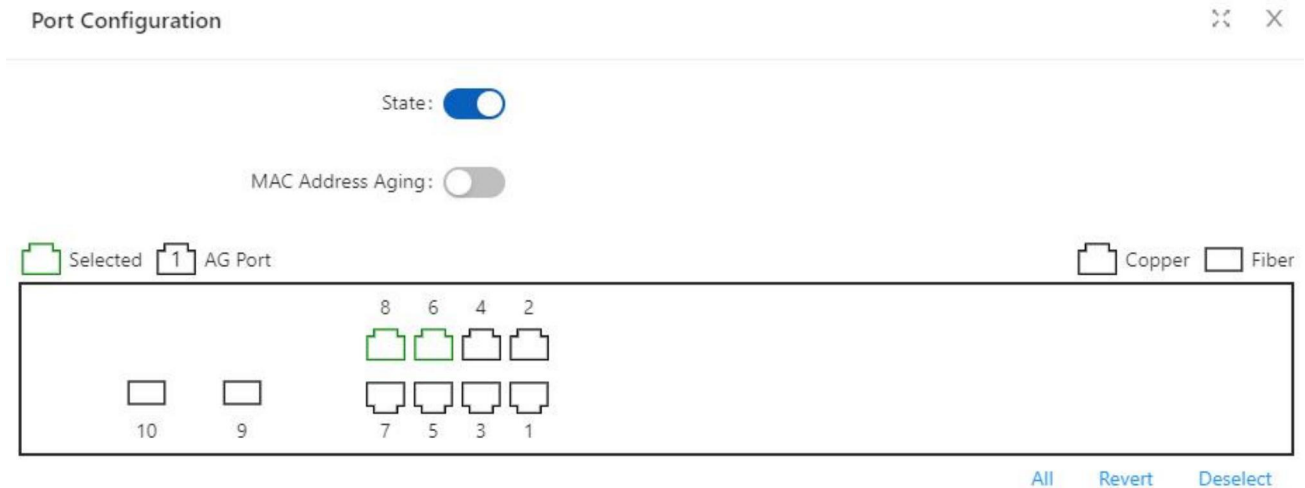 Port Configuration
State:
MAC Address Aging:
Selected 1 AG Port Copper Fiber
8 6 4 2
10 9 7 5 3 1
All Revert Deselect